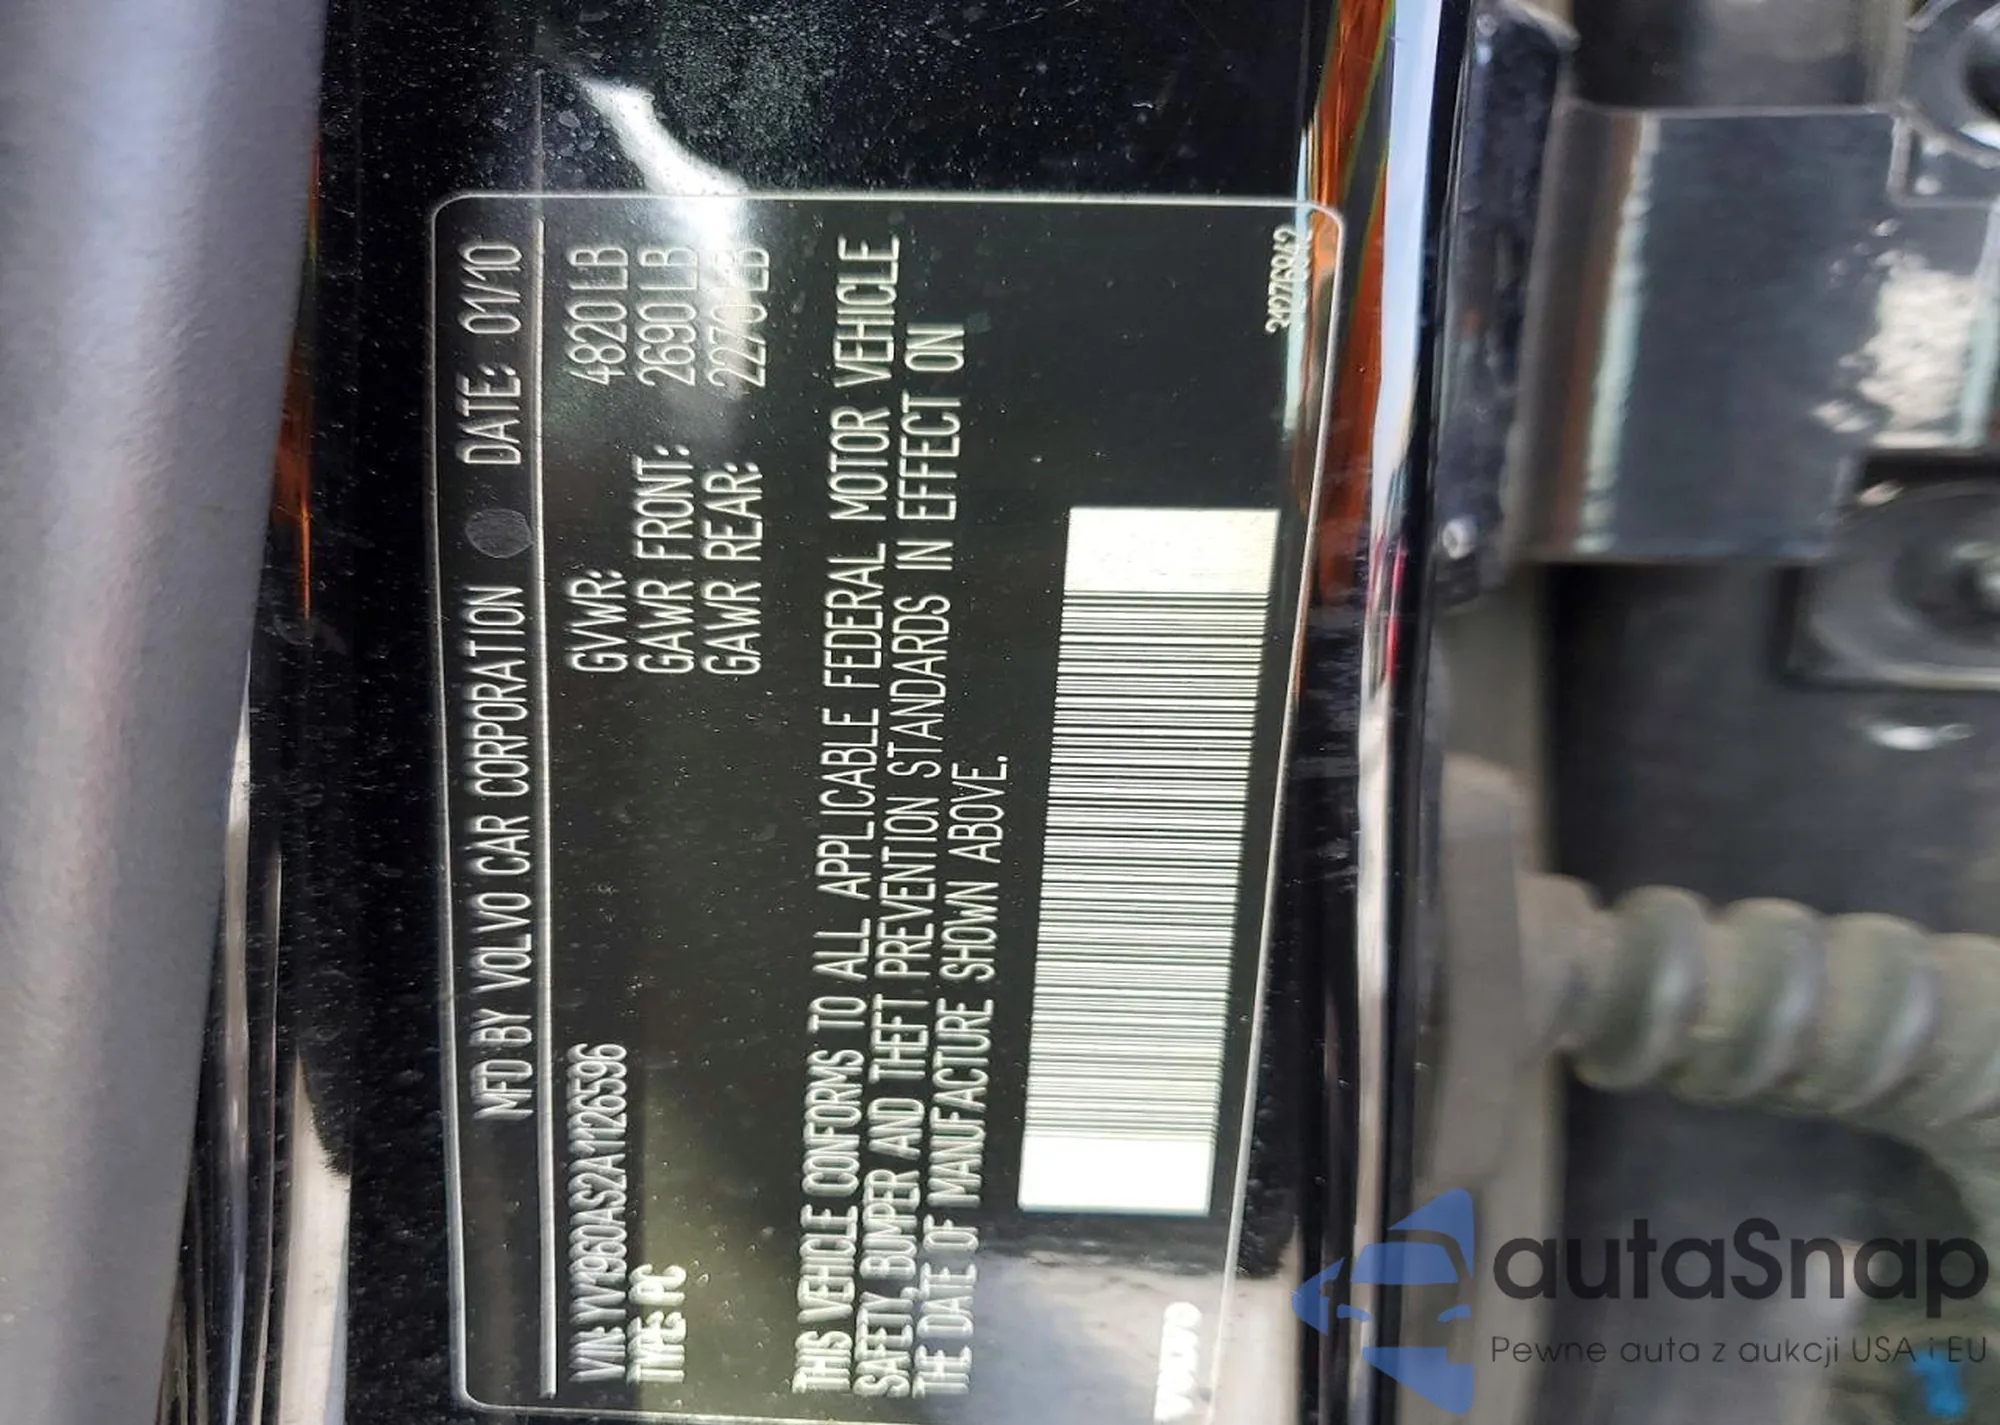 MFD BY VOLVO CAR CORPORATION DATE: 01/10
VIN: YV1960AS2A1126596 GVWR: 4820 LB
TYPE: PC GAWR FRONT: 2690 LB
GAWR REAR: 2270 LB
THIS VEHICLE CONFORMS TO ALL APPLICABLE FEDERAL MOTOR VEHICLE
SAFETY, BUMPER AND THEFT PREVENTION STANDARDS IN EFFECT ON
THE DATE OF MANUFACTURE SHOWN ABOVE.
autaSnap
Pewne auta z aukcji USA i EU